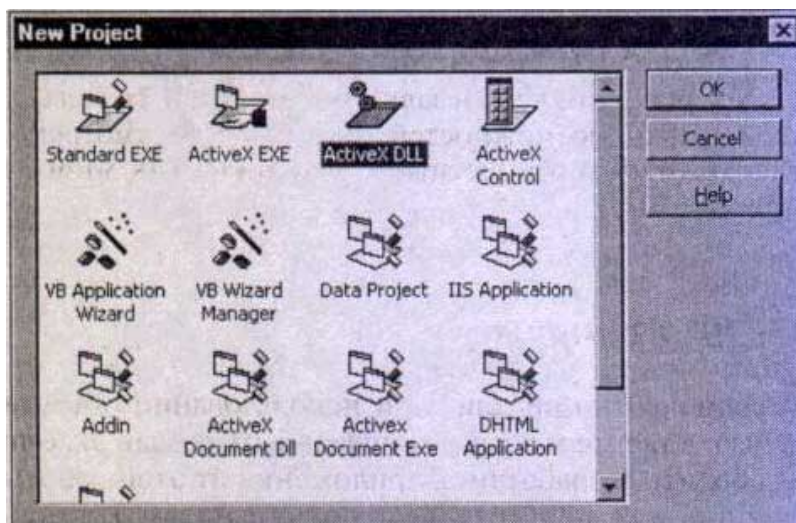 New Project
Standard EXE
ActiveX EXE
ActiveX DLL
ActiveX
Control
OK
Cancel
Help
VB Application
Wizard
VB Wizard
Manager
Data Project
IIS Application
Addin
ActiveX
Document Dll
Activex
Document Exe
DHTML
Application